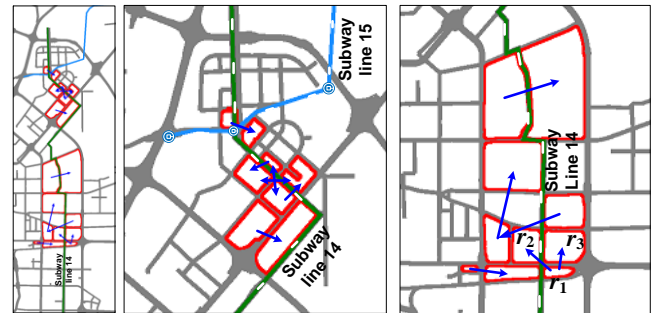 Subway line 14
Subway
line 15
Subway
line 14
Subway
Line 14
r2
r3
r1